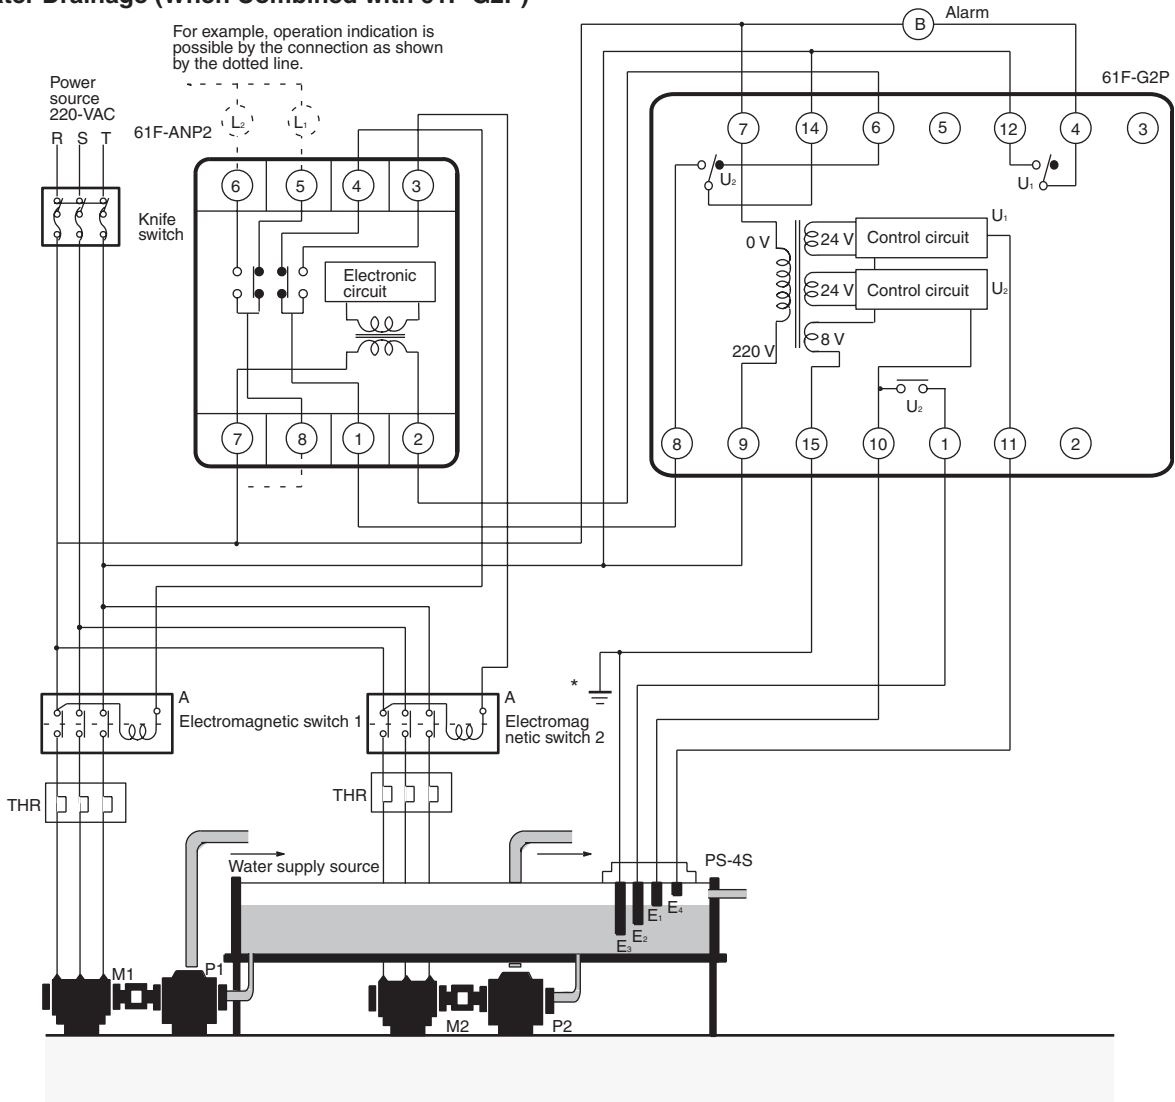 ter Drainage (When Combined with 61F-G2P)
For example, operation indication is
possible by the connection as shown
by the dotted line.
Power
source
220-VAC
R S T
61F-ANP2
L2 L1
B Alarm
61F-G2P
6 5 4 3
Knife
switch
Electronic
circuit
7 8 1 2
7 14 6 5 12 4 3
U2
U1
0 V
24 V Control circuit U1
24 V Control circuit U2
8 V
220 V
U2
8 9 15 10 1 11 2
*
A
Electromagnetic switch 1
A
Electromag
netic switch 2
THR
THR
Water supply source
PS-4S
E3 E2 E1 E4
M1 P1
M2 P2